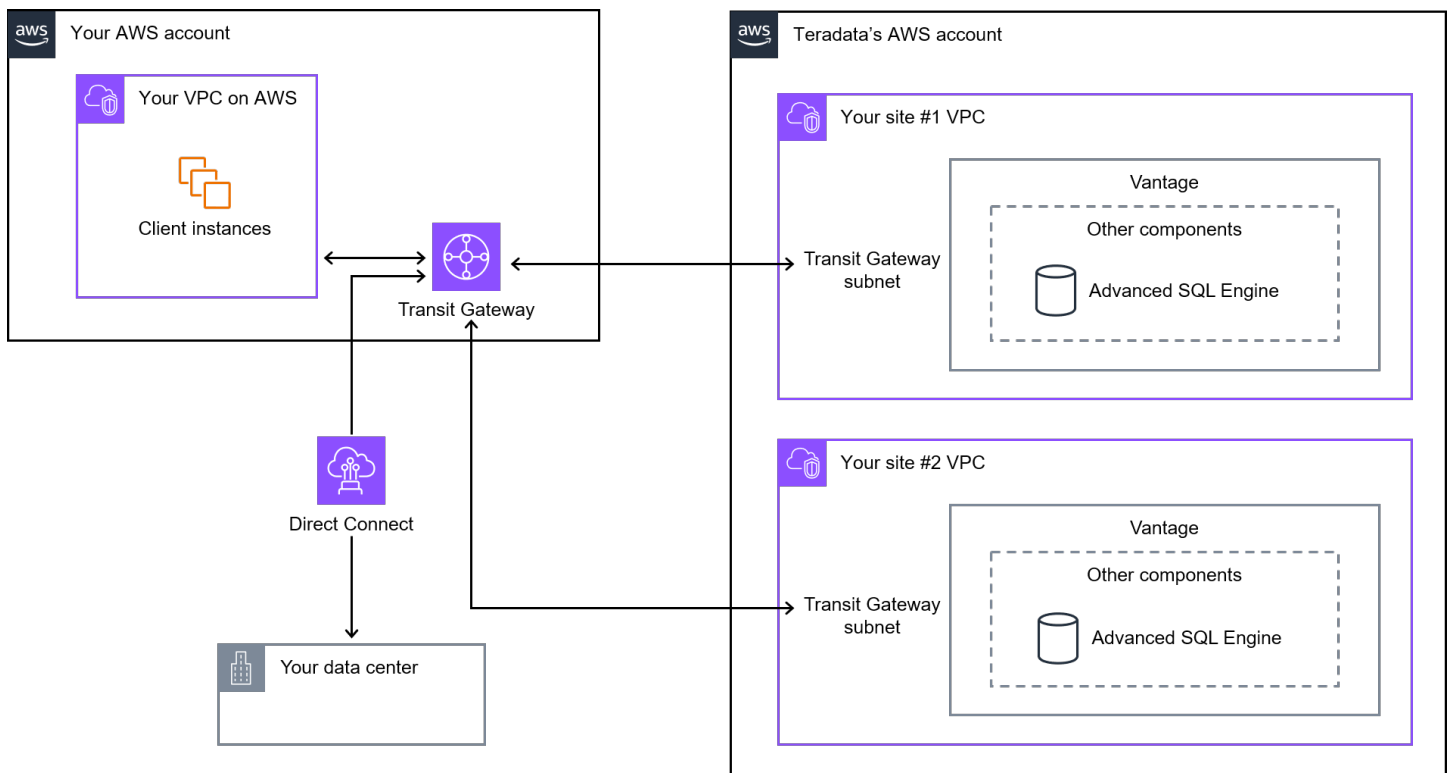 aws
Your AWS account
Your VPC on AWS
Client instances
Transit Gateway
Direct Connect
Your data center
aws
Teradata’s AWS account
Your site #1 VPC
Transit Gateway
subnet
Vantage
Other components
Advanced SQL Engine
Your site #2 VPC
Transit Gateway
subnet
Vantage
Other components
Advanced SQL Engine